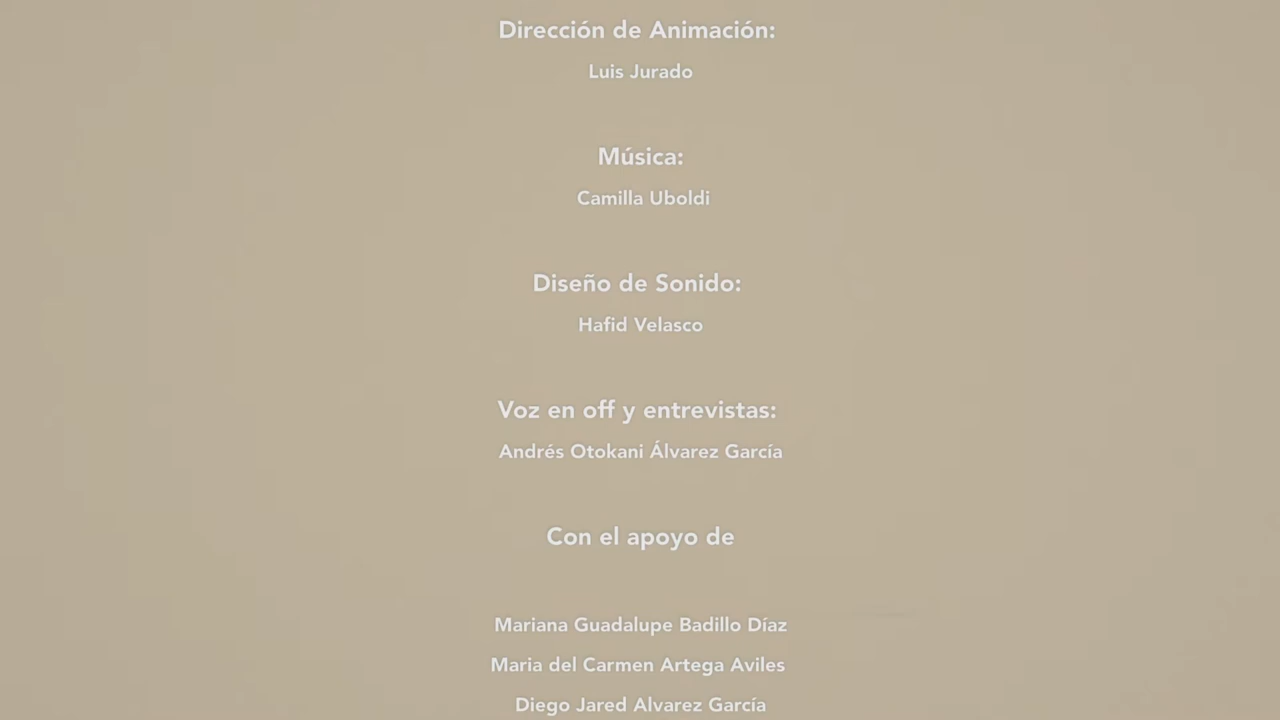 Dirección de Animación:
Luis Jurado
Música:
Camilla Uboldi
Diseño de Sonido:
Hafid Velasco
Voz en off y entrevistas:
Andrés Otokani Álvarez García
Con el apoyo de
Mariana Guadalupe Badillo Díaz
Maria del Carmen Artega Aviles
Diego Jared Alvarez García